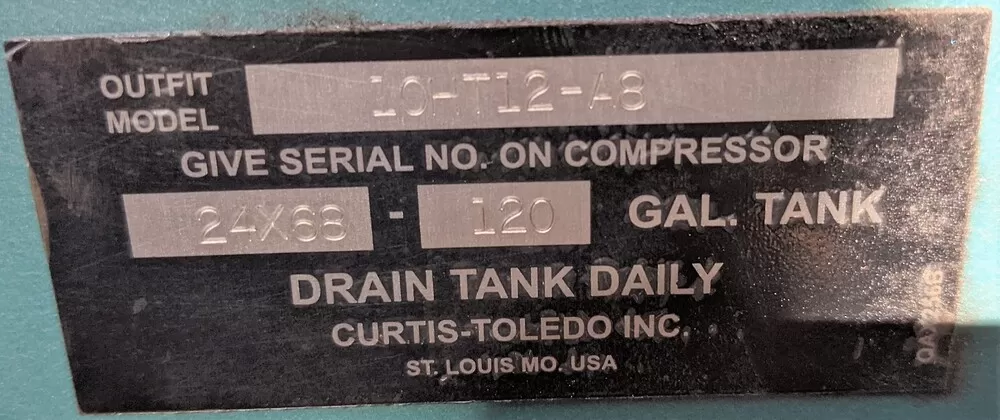 OUTFIT
MODEL
10-HT12-A8
GIVE SERIAL NO. ON COMPRESSOR
24X68 - 120 GAL. TANK
DRAIN TANK DAILY
CURTIS-TOLEDO INC.
ST. LOUIS MO. USA